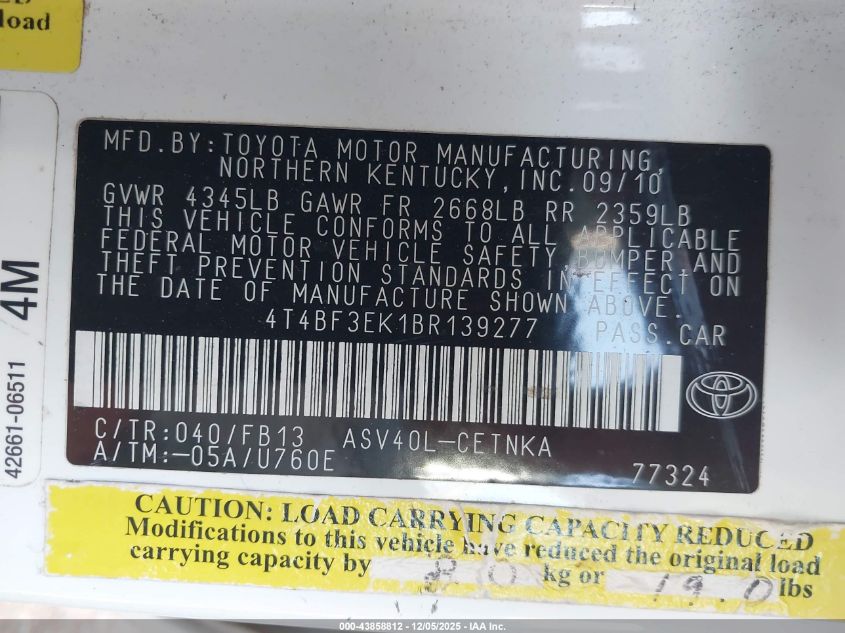 load
4M
42661-06511
MFD.BY:TOYOTA MOTOR MANUFACTURING,
NORTHERN KENTUCKY,INC.09/10
GVWR 4345LB GAWR FR 2668LB RR 2359LB
THIS VEHICLE CONFORMS TO ALL APPLICABLE
FEDERAL MOTOR VEHICLE SAFETY,BUMPER AND
THEFT PREVENTION STANDARDS IN EFFECT ON
THE DATE OF MANUFACTURE SHOWN ABOVE.
4T4BF3EK1BR139277 PASS.CAR
C/TR:040/FB13 ASV40L-CETNKA
A/TM:-05A/U760E
77324
TOYOTA
CAUTION: LOAD CARRYING CAPACITY REDUCED
Modifications to this vehicle have reduced the original load
carrying capacity by kg or 19.0 lbs
000-43858812 - 12/05/2025 - IAA Inc.